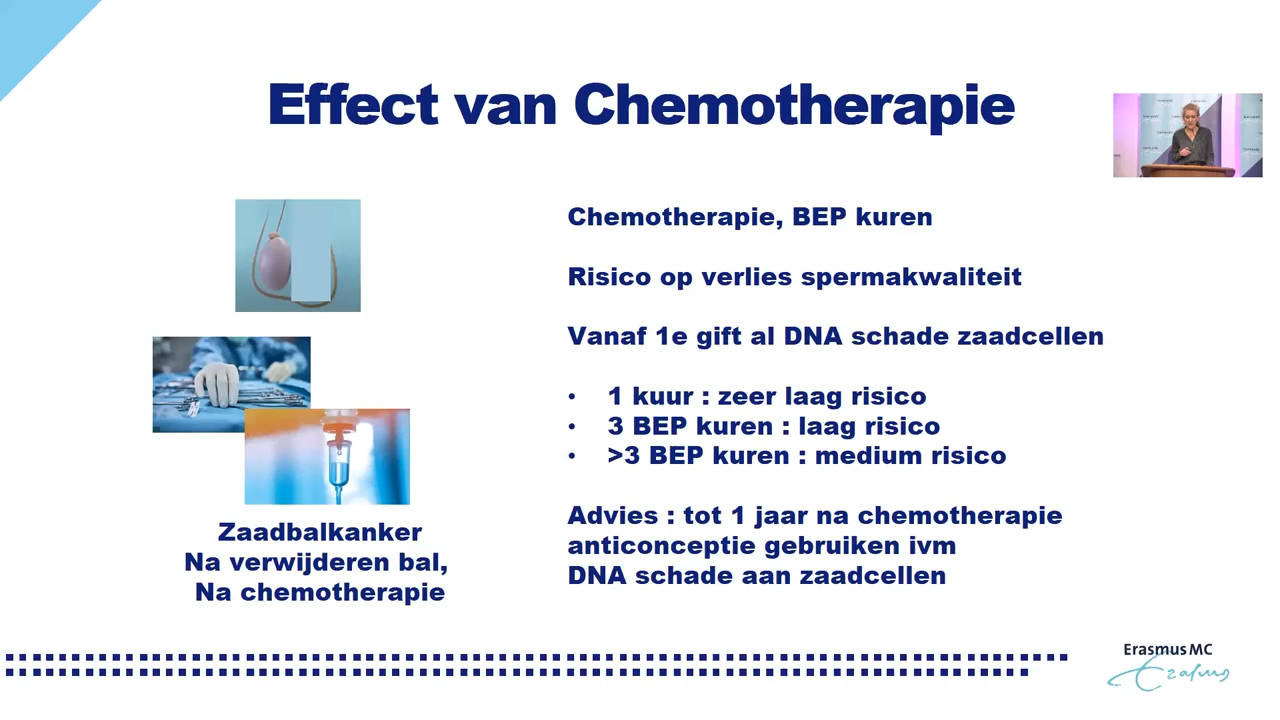 Effect van Chemotherapie
Chemotherapie, BEP kuren
Risico op verlies spermakwaliteit
Vanaf 1e gift al DNA schade zaadcellen
• 1 kuur : zeer laag risico
• 3 BEP kuren : laag risico
• >3 BEP kuren : medium risico
Advies : tot 1 jaar na chemotherapie
anticonceptie gebruiken ivm
DNA schade aan zaadcellen
Zaadbalkanker
Na verwijderen bal,
Na chemotherapie
Erasmus MC
Erasmus